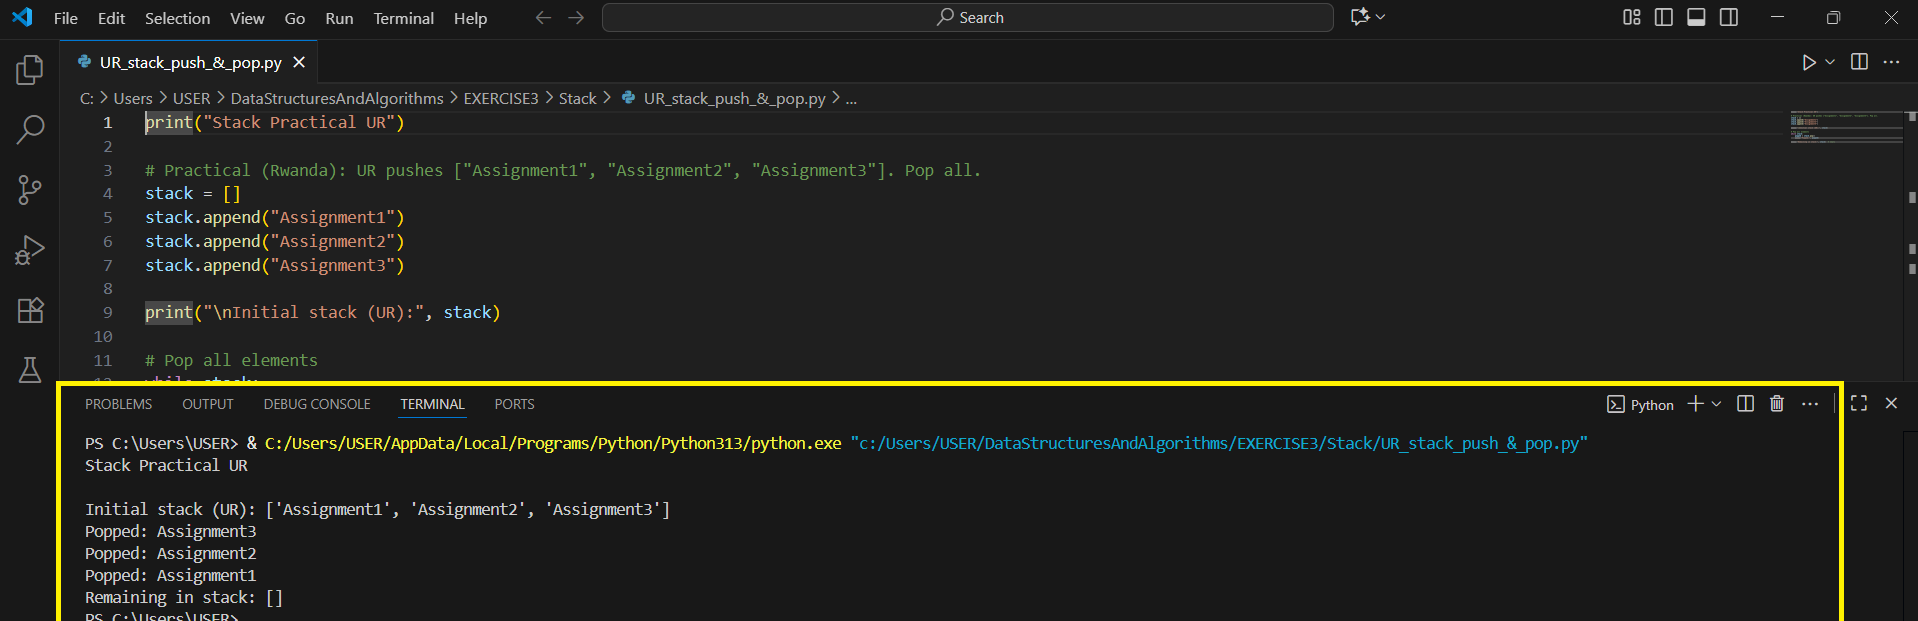 File Edit Selection View Go Run Terminal Help
Search
UR_stack_push_&_pop.py
C: > Users > USER > DataStructuresAndAlgorithms > EXERCISE3 > Stack > UR_stack_push_&_pop.py > ...
1 print("Stack Practical UR")
2
3 # Practical (Rwanda): UR pushes ["Assignment1", "Assignment2", "Assignment3"]. Pop all.
4 stack = []
5 stack.append("Assignment1")
6 stack.append("Assignment2")
7 stack.append("Assignment3")
8
9 print("\nInitial stack (UR):", stack)
10
11 # Pop all elements
12 while stack:
PROBLEMS OUTPUT DEBUG CONSOLE TERMINAL PORTS
Python
PS C:\Users\USER> & C:/Users/USER/AppData/Local/Programs/Python/Python313/python.exe "c:/Users/USER/DataStructuresAndAlgorithms/EXERCISE3/Stack/UR_stack_push_&_pop.py"
Stack Practical UR
Initial stack (UR): ['Assignment1', 'Assignment2', 'Assignment3']
Popped: Assignment3
Popped: Assignment2
Popped: Assignment1
Remaining in stack: []
PS C:\Users\USER>